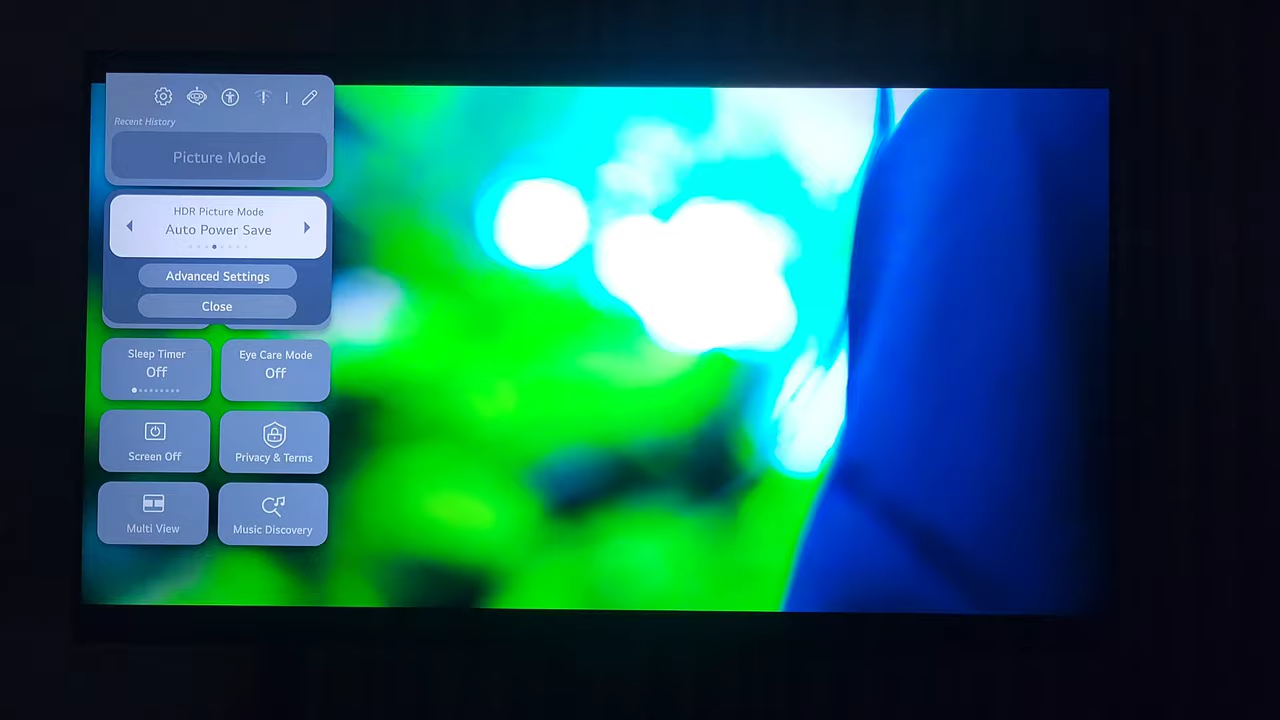 Recent History
Picture Mode
HDR Picture Mode
Auto Power Save
Advanced Settings
Close
Sleep Timer
Off
Eye Care Mode
Off
Screen Off
Privacy & Terms
Multi View
Music Discovery